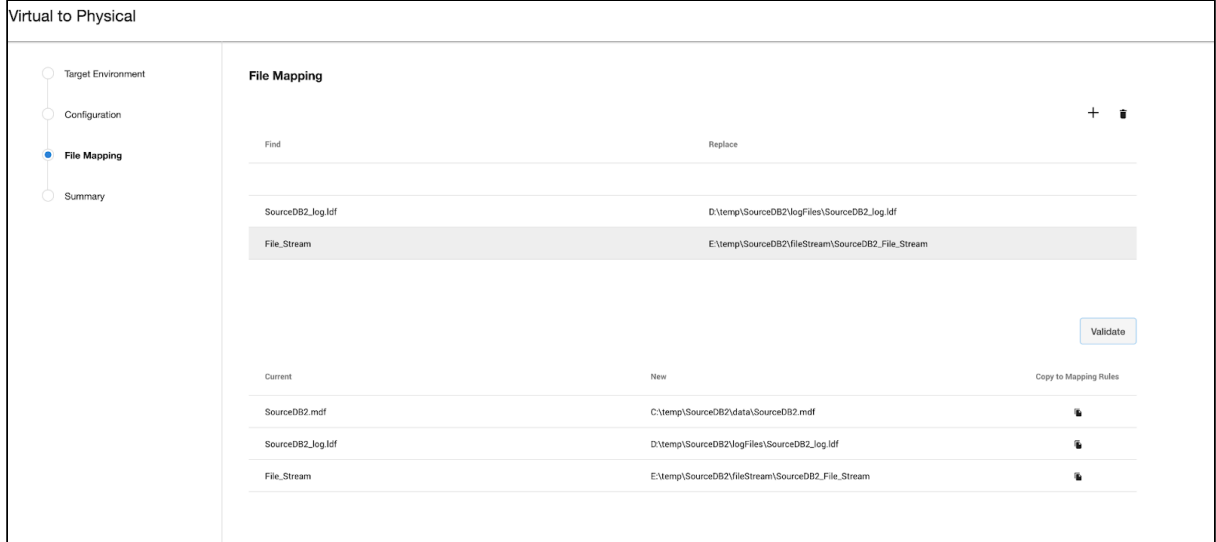 Virtual to Physical
Target Environment
Configuration
File Mapping
Summary
File Mapping
Find Replace
SourceDB2_log.ldf D:\temp\SourceDB2\logFiles\SourceDB2_log.ldf
File_Stream E:\temp\SourceDB2\fileStream\SourceDB2_File_Stream
Validate
Current New Copy to Mapping Rules
SourceDB2.mdf C:\temp\SourceDB2\data\SourceDB2.mdf
SourceDB2_log.ldf D:\temp\SourceDB2\logFiles\SourceDB2_log.ldf
File_Stream E:\temp\SourceDB2\fileStream\SourceDB2_File_Stream